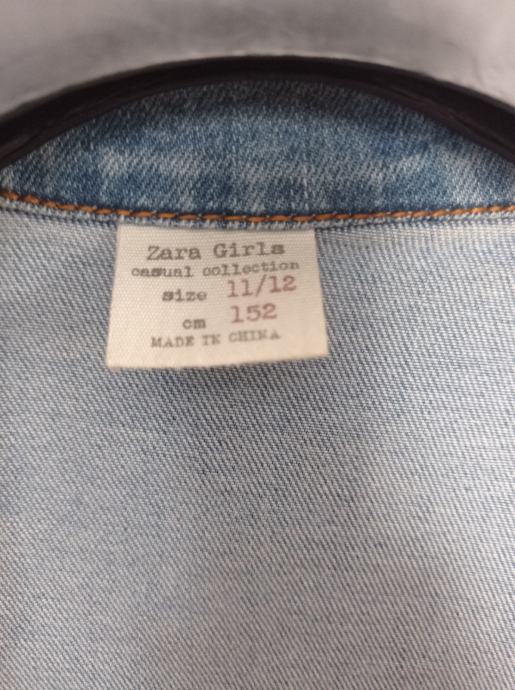 Zara Girls
casual collection
size 11/12
cm 152
MADE IN CHINA